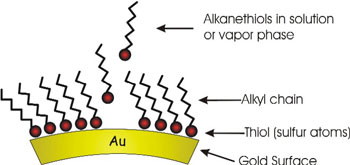 Alkanethiols in solution
or vapor phase
Alkyl chain
Thiol (sulfur atoms)
Au
Gold Surface